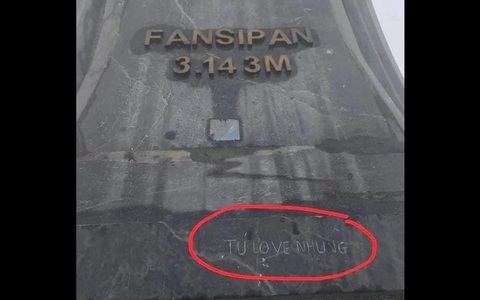 FANSIPAN
3.143M
TU LOVE NHUNG